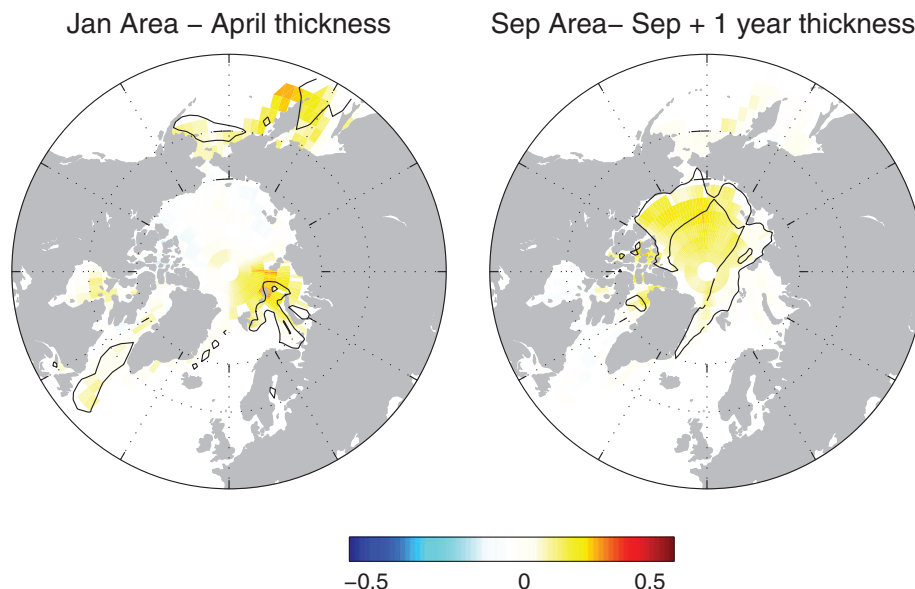 Jan Area – April thickness
Sep Area– Sep + 1 year thickness
−0.5 0 0.5